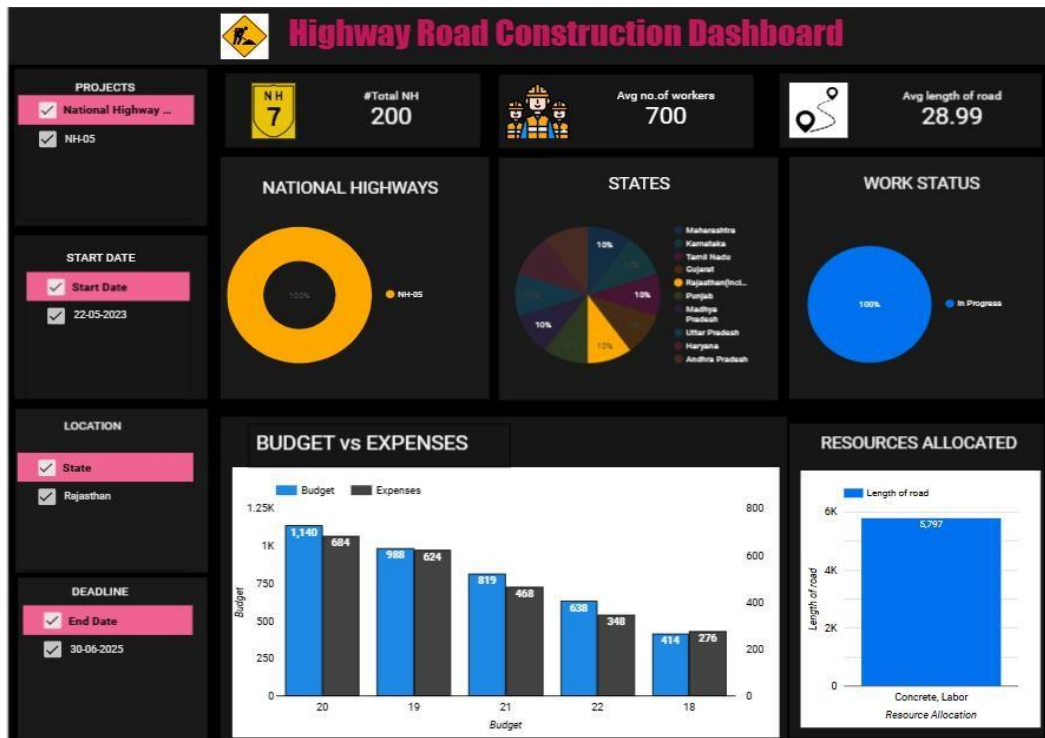 Highway Road Construction Dashboard
PROJECTS
National Highway ...
NH-05
NH
7
#Total NH
200
Avg no.of workers
700
Avg length of road
28.99
START DATE
Start Date
22-05-2023
LOCATION
State
Rajasthan
DEADLINE
End Date
30-06-2025
NATIONAL HIGHWAYS
100%
NH-05
STATES
10%
10%
10%
10%
10%
10%
Maharashtra
Karnataka
Tamil Nadu
Gujarat
Rajasthan(Incl...
Punjab
Madhya
Pradesh
Uttar Pradesh
Haryana
Andhra Pradesh
WORK STATUS
100%
In Progress
BUDGET vs EXPENSES
Budget
Expenses
1.25K
1K
750
500
250
0
Budget
800
600
400
200
0
1,140
684
988
624
819
468
638
348
414
276
20
19
21
22
18
Budget
RESOURCES ALLOCATED
Length of road
6K
4K
2K
0
Length of road
5,797
Concrete, Labor
Resource Allocation